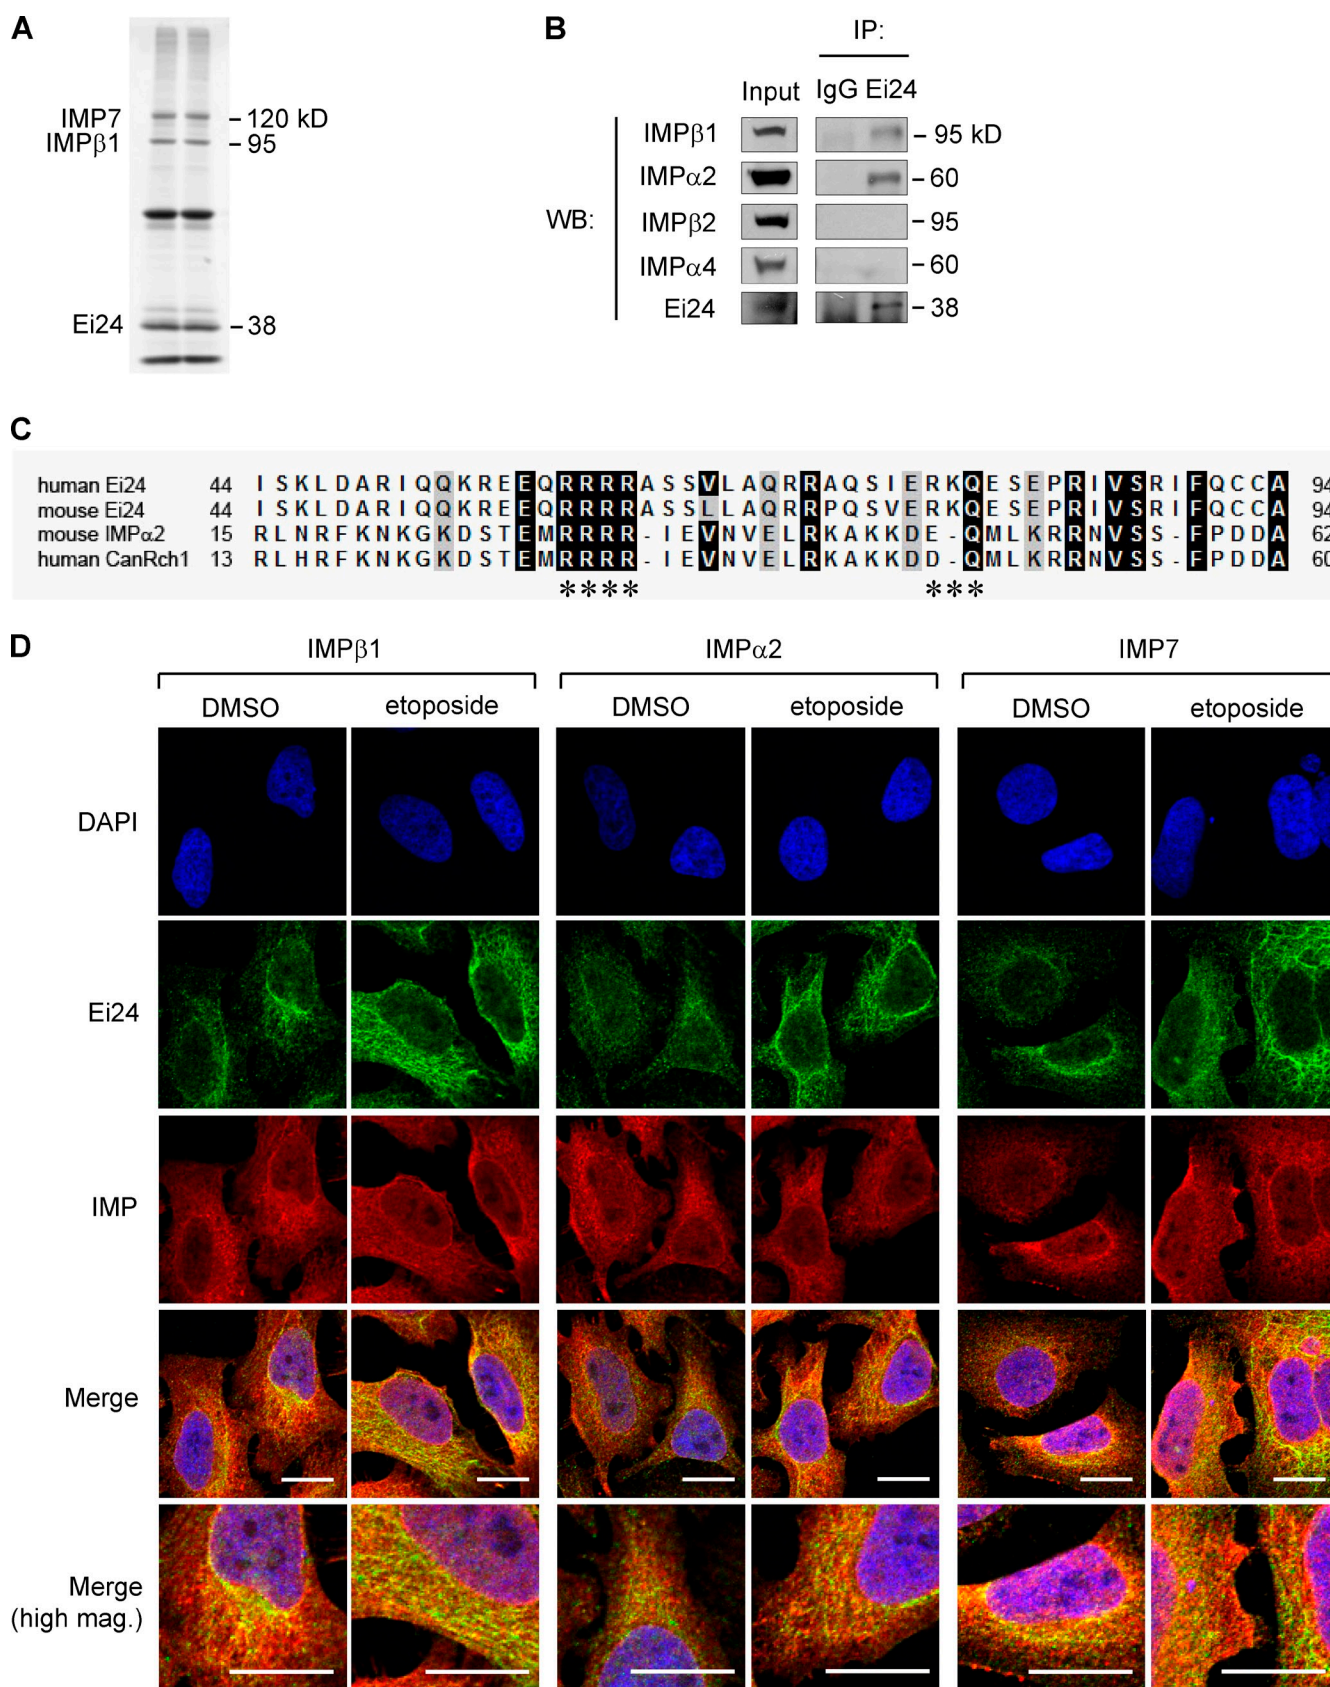 A
IMP7
120 kD
IMPβ1
95
Ei24
38
B
IP:
Input IgG Ei24
WB:
IMPβ1 95 kD
IMPα2 60
IMPβ2 95
IMPα4 60
Ei24 38
C
human Ei24 44 I S K L D A R I Q Q K R E E Q R R R R A S S V L A Q R R A Q S I E R K Q E S E P R I V S R I F Q C C A 94
mouse Ei24 44 I S K L D A R I Q Q K R E E Q R R R R A S S L L A Q R R P Q S V E R K Q E S E P R I V S R I F Q C C A 94
mouse IMPα2 15 R L N R F K N K G K D S T E M R R R R - I E V N V E L R K A K K D E - Q M L K R R N V S S - F P D D A 62
human CanRch1 13 R L H R F K N K G K D S T E M R R R R - I E V N V E L R K A K K D D - Q M L K R R N V S S - F P D D A 60
**** ***
D
IMPβ1 IMPα2 IMP7
DMSO etoposide DMSO etoposide DMSO etoposide
DAPI
Ei24
IMP
Merge
Merge
(high mag.)